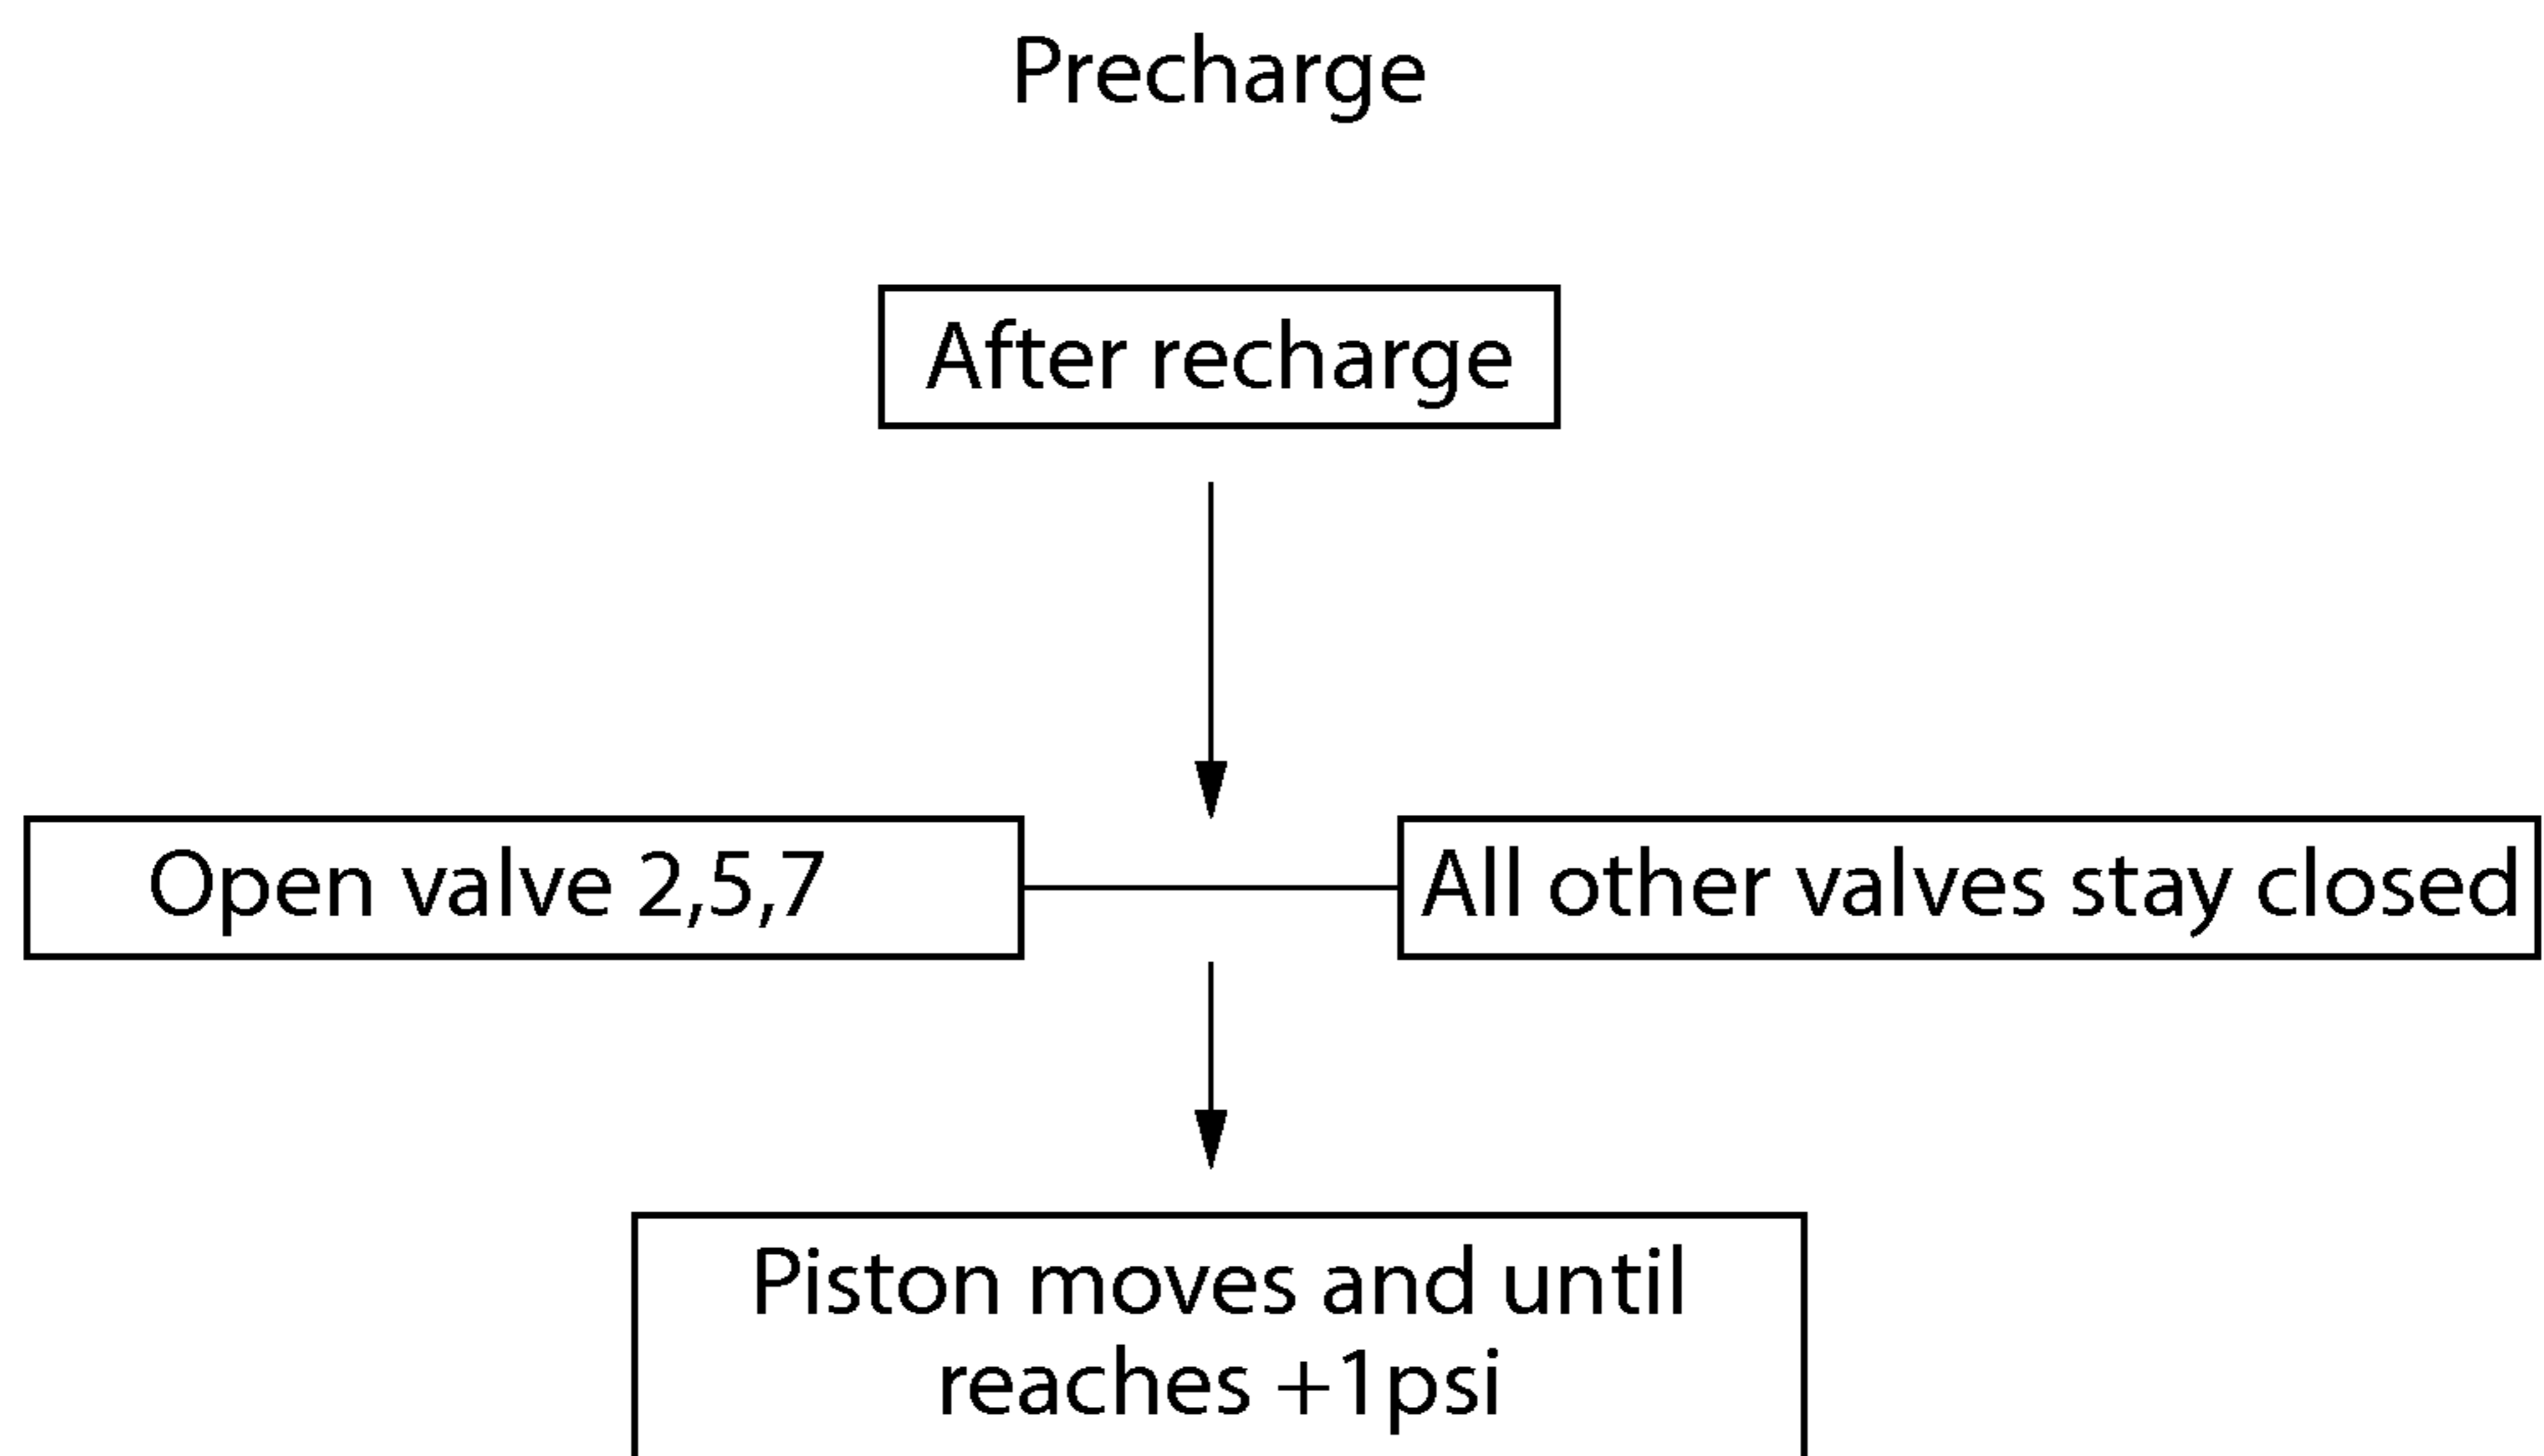 Precharge
After recharge
Open valve 2,5,7
All other valves stay closed
Piston moves and until
reaches +1psi